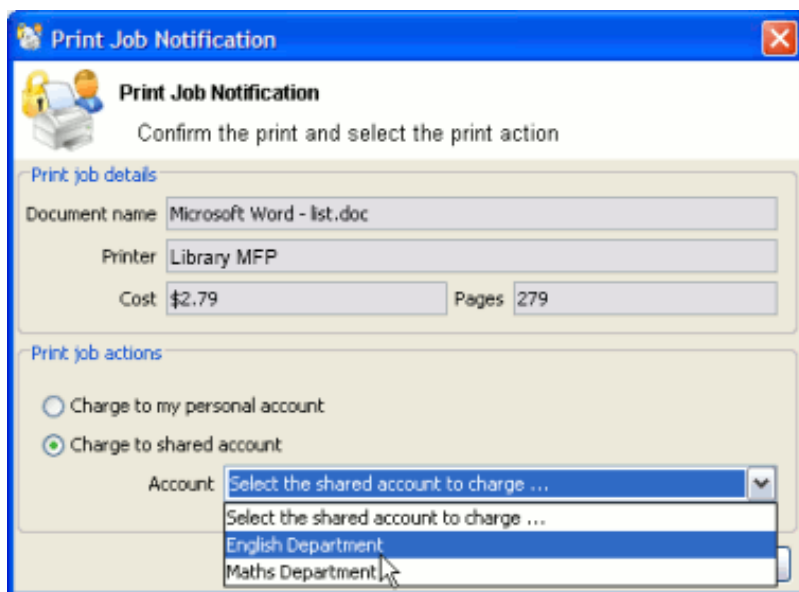 Print Job Notification
Print Job Notification
Confirm the print and select the print action
Print job details
Document name Microsoft Word - list.doc
Printer Library MFP
Cost $2.79 Pages 279
Print job actions
Charge to my personal account
Charge to shared account
Account Select the shared account to charge ...
Select the shared account to charge ...
English Department
Maths Department